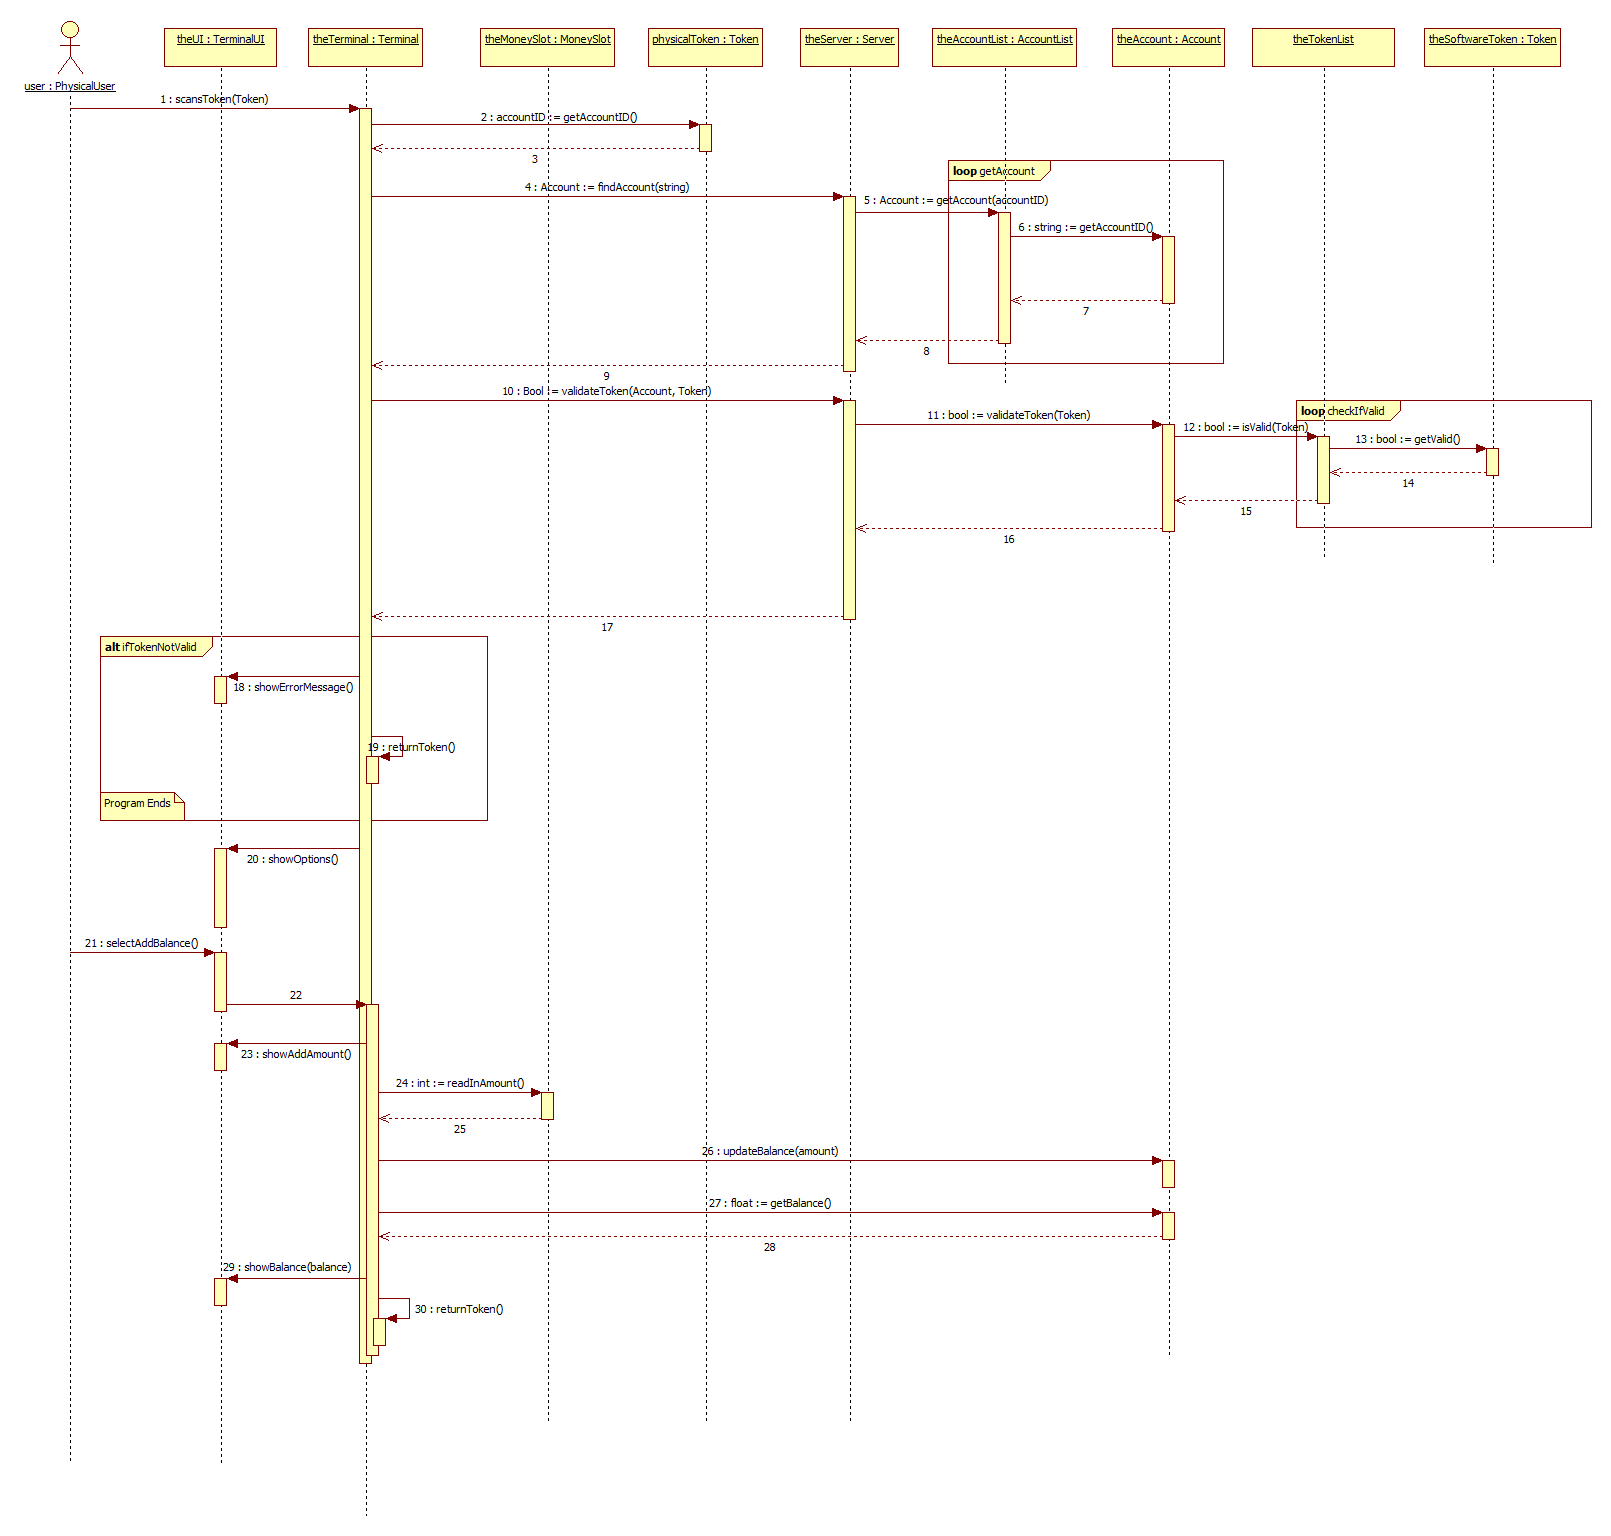 theUI : TerminalUI
theTerminal : Terminal
theMoneySlot : MoneySlot
physicalToken : Token
theServer : Server
theAccountList : AccountList
theAccount : Account
theTokenList
theSoftwareToken : Token
user : PhysicalUser
1 : scansToken(Token)
2 : accountID := getAccountID()
3
loop getAccount
4 : Account := findAccount(string)
5 : Account := getAccount(accountID)
6 : string := getAccountID()
7
8
9
10 : Bool := validateToken(Account, Token)
loop checkIfValid
11 : bool := validateToken(Token)
12 : bool := isValid(Token)
13 : bool := getValid()
14
15
16
17
alt ifTokenNotValid
18 : showErrorMessage()
19 : returnToken()
Program Ends
20 : showOptions()
21 : selectAddBalance()
22
23 : showAddAmount()
24 : int := readInAmount()
25
26 : updateBalance(amount)
27 : float := getBalance()
28
29 : showBalance(balance)
30 : returnToken()